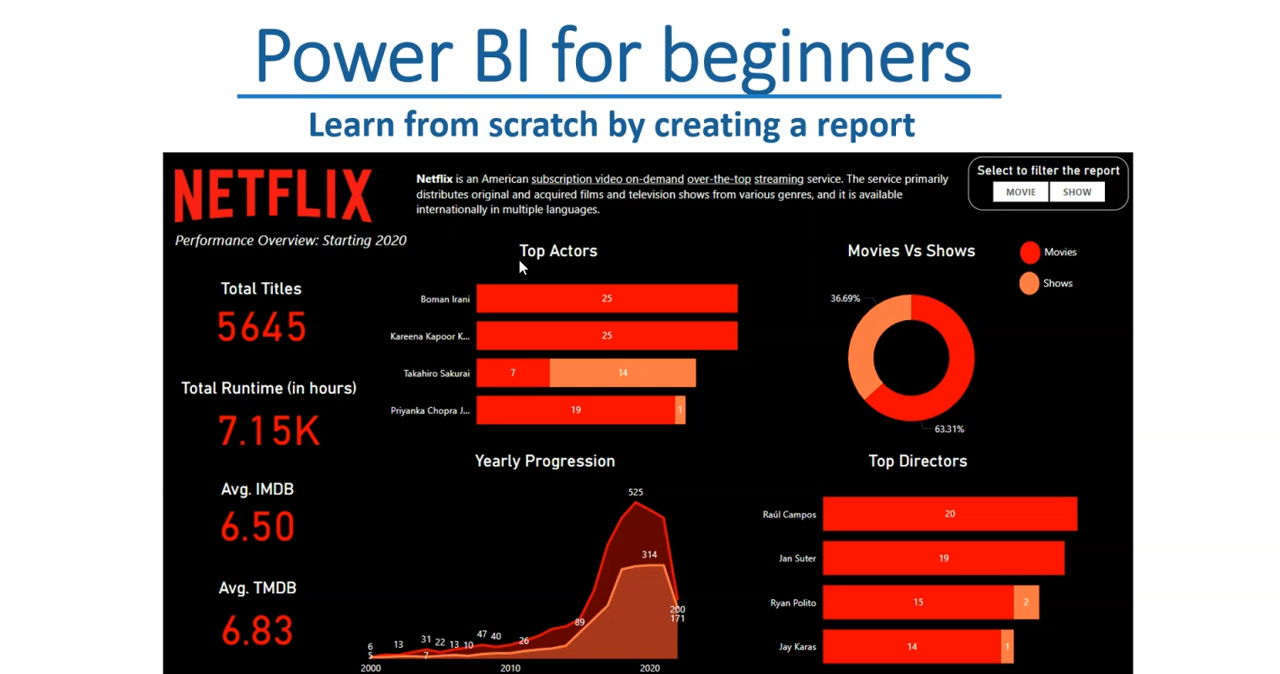 Power BI for beginners
Learn from scratch by creating a report
NETFLIX
Performance Overview: Starting 2020
Netflix is an American subscription video on-demand over-the-top streaming service. The service primarily
distributes original and acquired films and television shows from various genres, and it is available
internationally in multiple languages.
Select to filter the report
MOVIE SHOW
Total Titles
5645
Total Runtime (in hours)
7.15K
Avg. IMDB
6.50
Avg. TMDB
6.83
Top Actors
Boman Irani 25
Kareena Kapoor K... 25
Takahiro Sakurai 7 14
Priyanka Chopra J... 19 1
Movies Vs Shows
Movies
Shows
36.69%
63.31%
Yearly Progression
525
314
200
171
89
6 13 31 22 13 10 47 40 26
5 7
2000 2010 2020
Top Directors
Raúl Campos 20
Jan Suter 19
Ryan Polito 15 2
Jay Karas 14 1